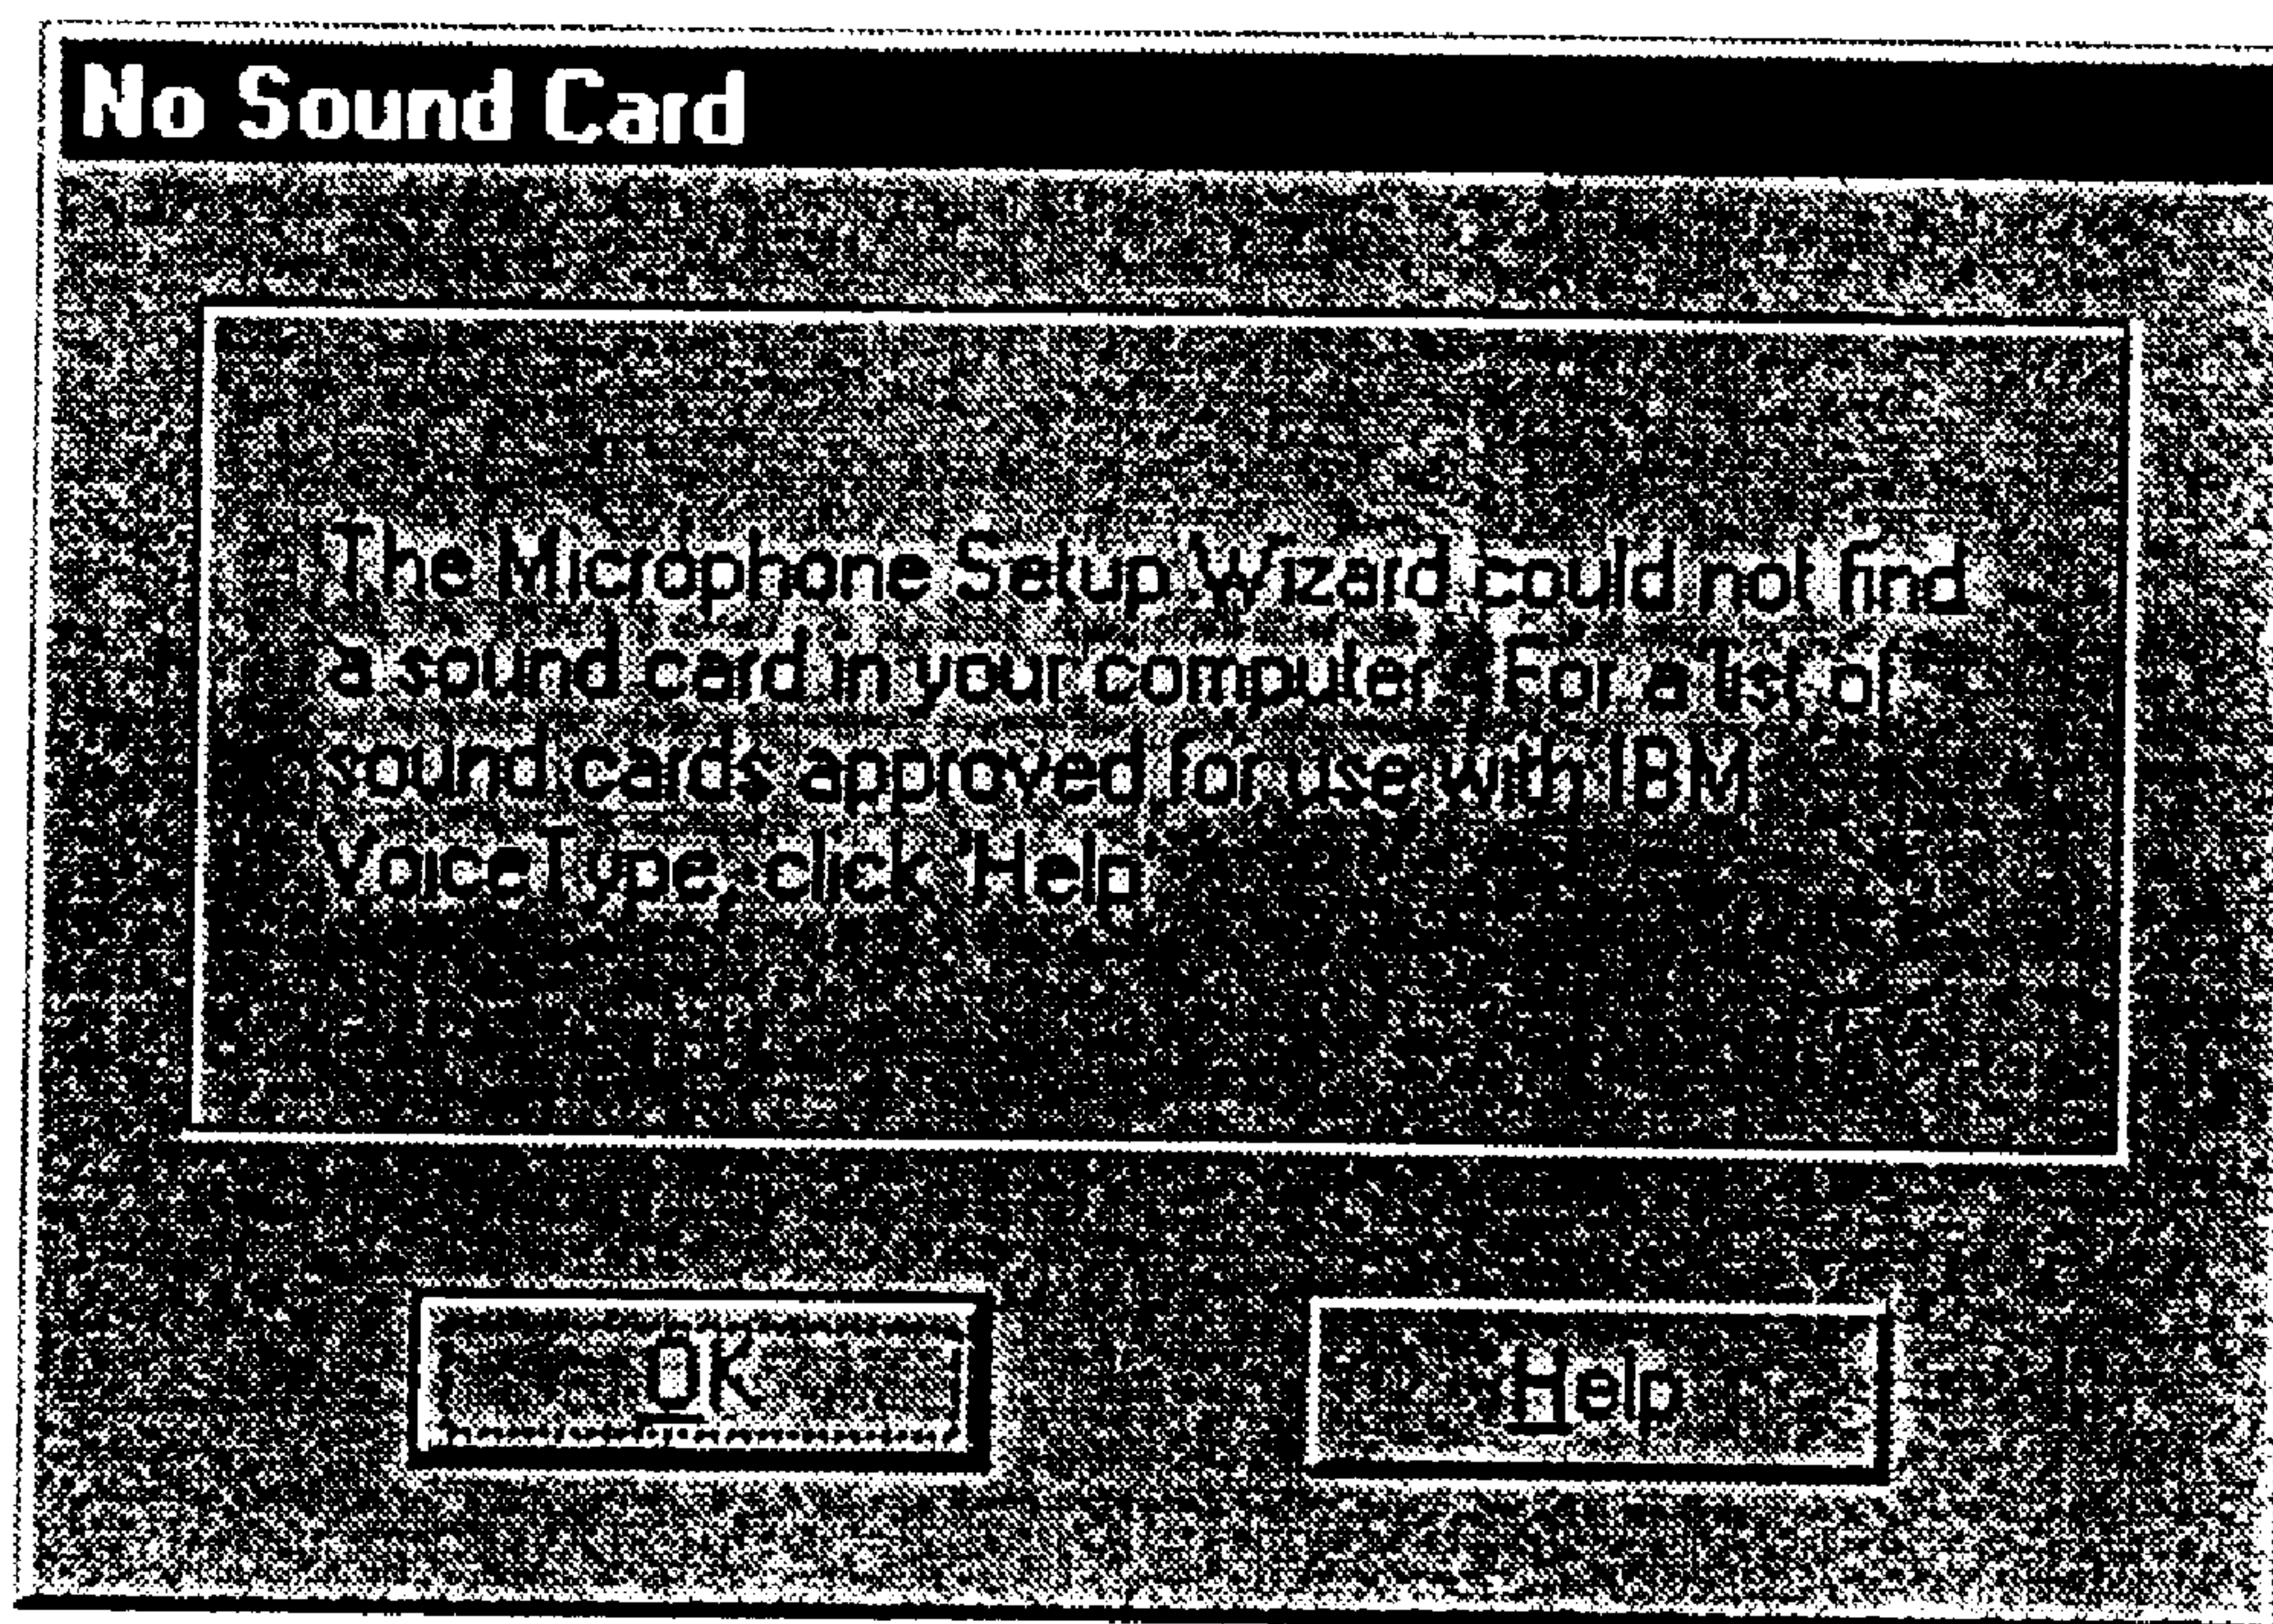 No Sound Card
The Microphone Setup Wizard could not find
a sound card in your computer. For a list of
sound cards approved for use with IBM
VoiceType, click 'Help'
OK
Help